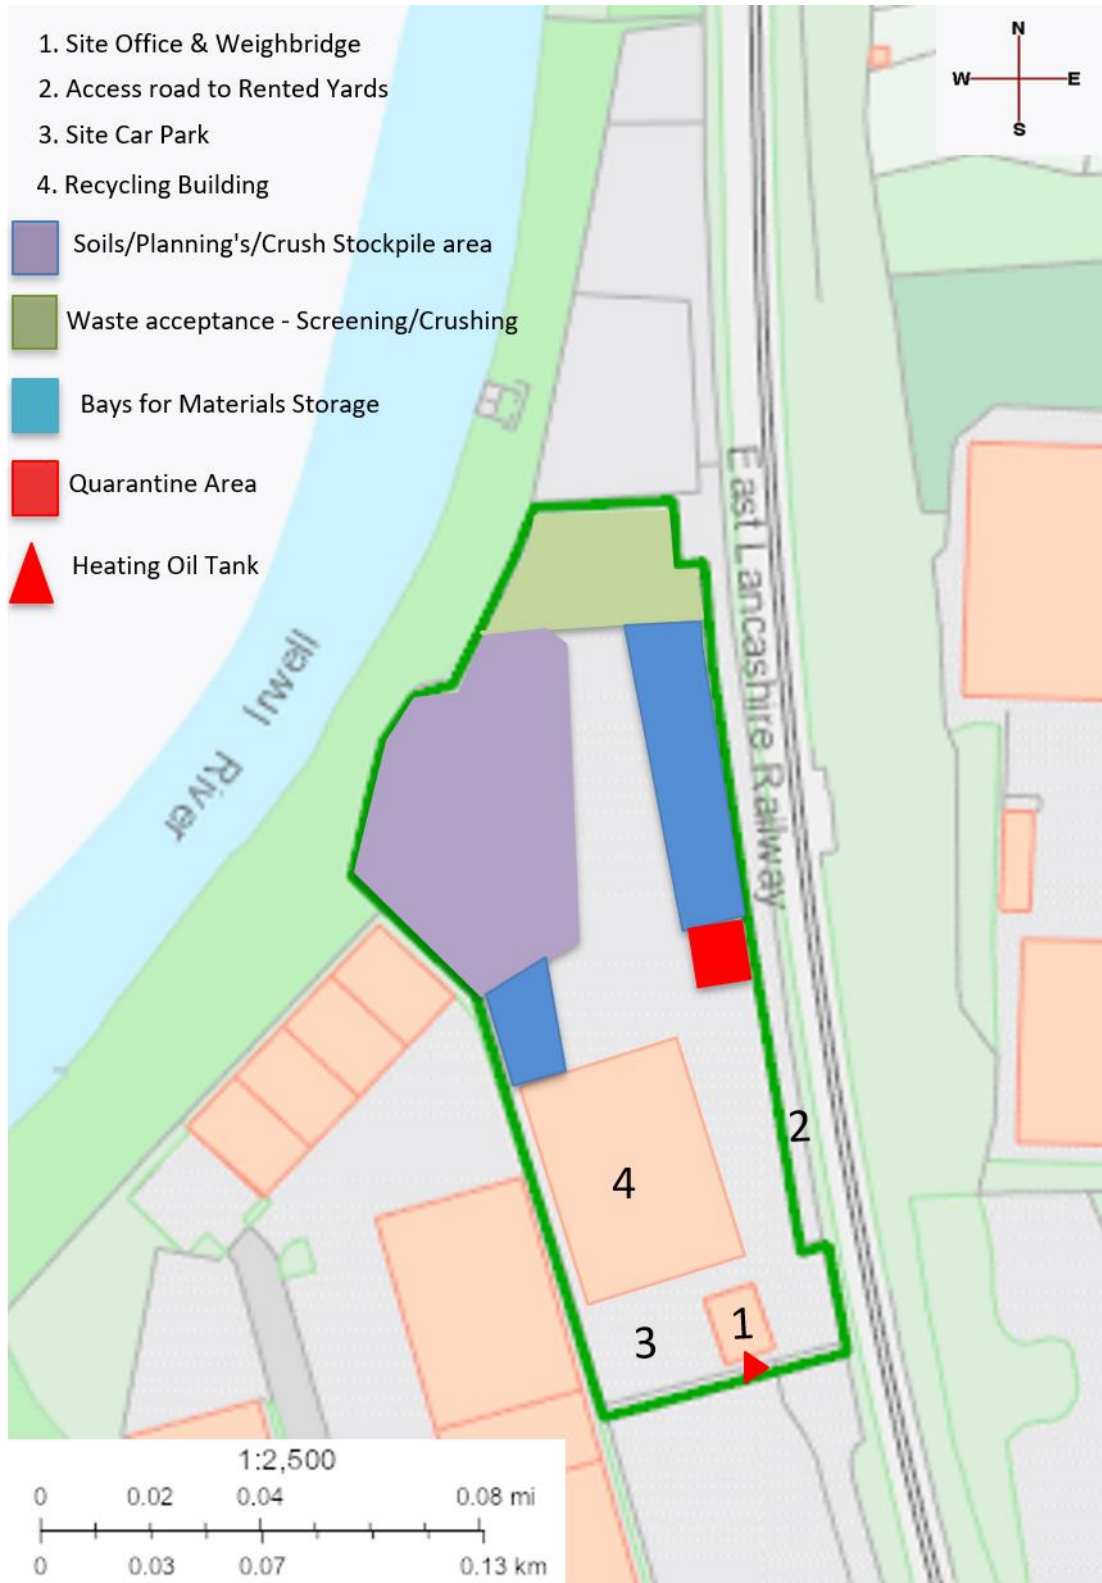 1. Site Office & Weighbridge
2. Access road to Rented Yards
3. Site Car Park
4. Recycling Building
Soils/Planning's/Crush Stockpile area
Waste acceptance - Screening/Crushing
Bays for Materials Storage
Quarantine Area
Heating Oil Tank
N
W E
S
River Irwell
East Lancashire Railway
2
4
1
3
1:2,500
0 0.02 0.04 0.08 mi
0 0.03 0.07 0.13 km